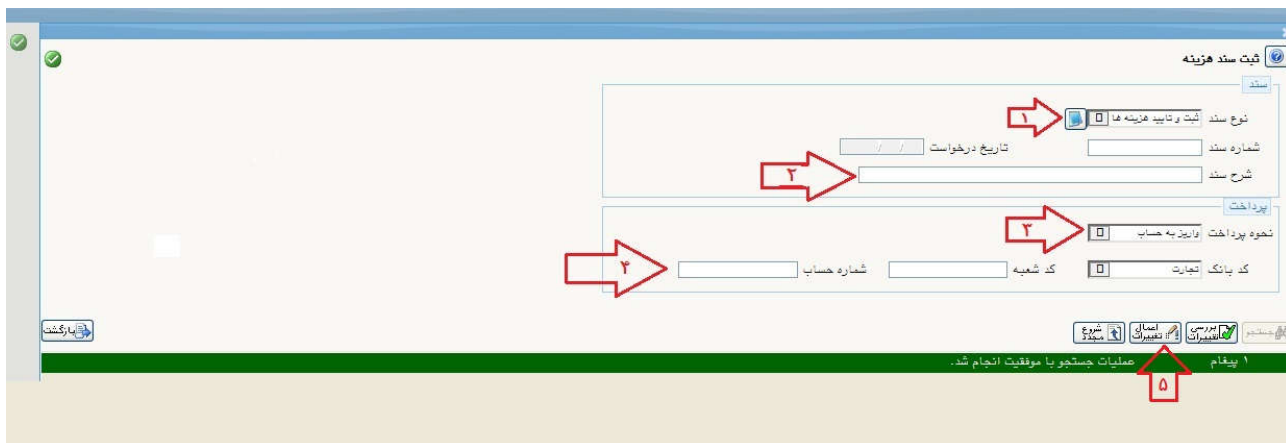 ثبت سند هزینه
سند
نوع سند ثبت و تایید هزینه ها ۱
شماره سند تاریخ درخواست / /
شرح سند ۲
پرداخت
نحوه پرداخت واریز به حساب ۳
کد بانک تجارت کد شعبه شماره حساب ۴
جستجو بررسی تغییرات اعمال تغییرات شروع مجدد بازگشت
۱ پیغام عملیات جستجو با موفقیت انجام شد.
۵